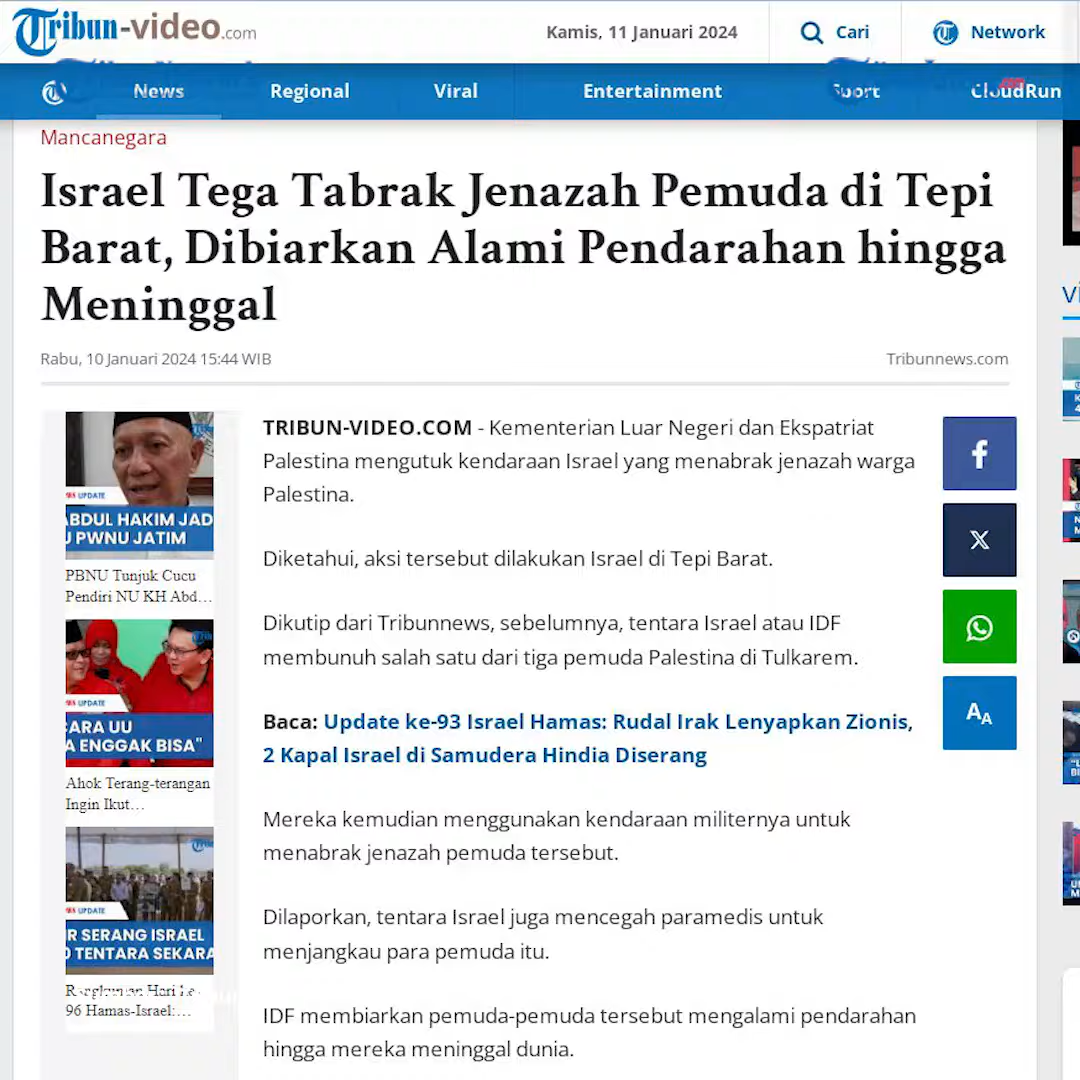 Tribun-video.com
Kamis, 11 Januari 2024
Cari
Network
News
Regional
Viral
Entertainment
Sport
CloudRun
Mancanegara
Israel Tega Tabrak Jenazah Pemuda di Tepi
Barat, Dibiarkan Alami Pendarahan hingga
Meninggal
Rabu, 10 Januari 2024 15:44 WIB
Tribunnews.com
UPDATE
ABDUL HAKIM JAD
U PWNU JATIM
PBNU Tunjuk Cucu
Pendiri NU KH Abd...
UPDATE
CARA UU
A ENGGAK BISA"
Ahok Terang-terangan
Ingin Ikut...
UPDATE
R SERANG ISRAEL
0 TENTARA SEKARA
Rangkuman Hari
96 Hamas-Israel:...
TRIBUN-VIDEO.COM - Kementerian Luar Negeri dan Ekspatriat
Palestina mengutuk kendaraan Israel yang menabrak jenazah warga
Palestina.
Diketahui, aksi tersebut dilakukan Israel di Tepi Barat.
Dikutip dari Tribunnews, sebelumnya, tentara Israel atau IDF
membunuh salah satu dari tiga pemuda Palestina di Tulkarem.
Baca: Update ke-93 Israel Hamas: Rudal Irak Lenyapkan Zionis,
2 Kapal Israel di Samudera Hindia Diserang
Mereka kemudian menggunakan kendaraan militernya untuk
menabrak jenazah pemuda tersebut.
Dilaporkan, tentara Israel juga mencegah paramedis untuk
menjangkau para pemuda itu.
IDF membiarkan pemuda-pemuda tersebut mengalami pendarahan
hingga mereka meninggal dunia.
AA